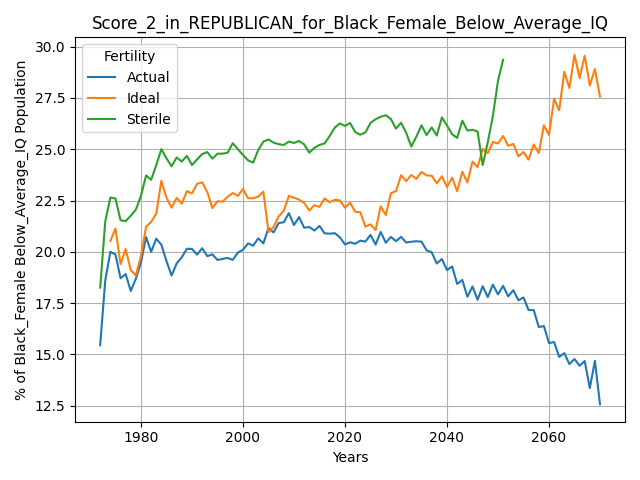 Score_2_in_REPUBLICAN_for_Black_Female_Below_Average_IQ
% of Black_Female Below_Average_IQ Population
30.0
27.5
25.0
22.5
20.0
17.5
15.0
12.5
Fertility
Actual
Ideal
Sterile
1980
2000
2020
2040
2060
Years